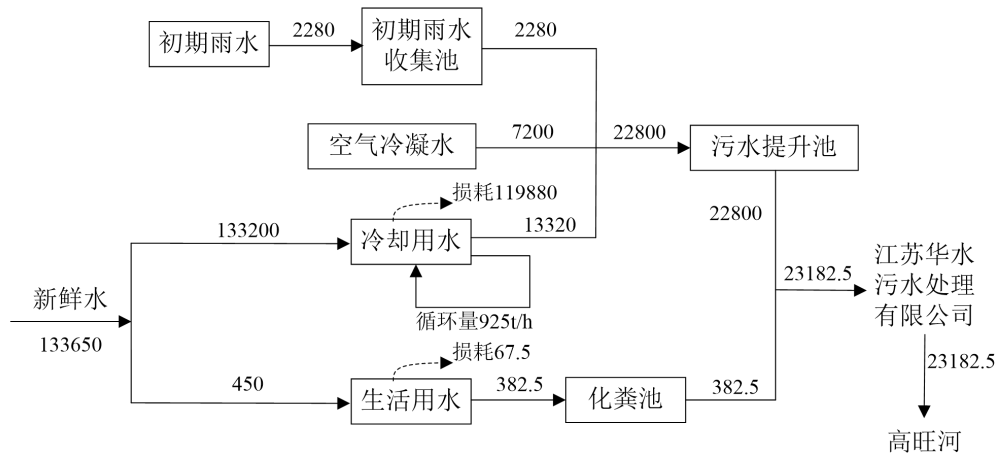 初期雨水
2280
初期雨水
收集池
2280
空气冷凝水
7200
22800
污水提升池
损耗119880
133200
冷却用水
13320
22800
循环量925t/h
新鲜水
133650
23182.5
江苏华水
污水处理
有限公司
损耗67.5
450
生活用水
382.5
化粪池
382.5
23182.5
高旺河